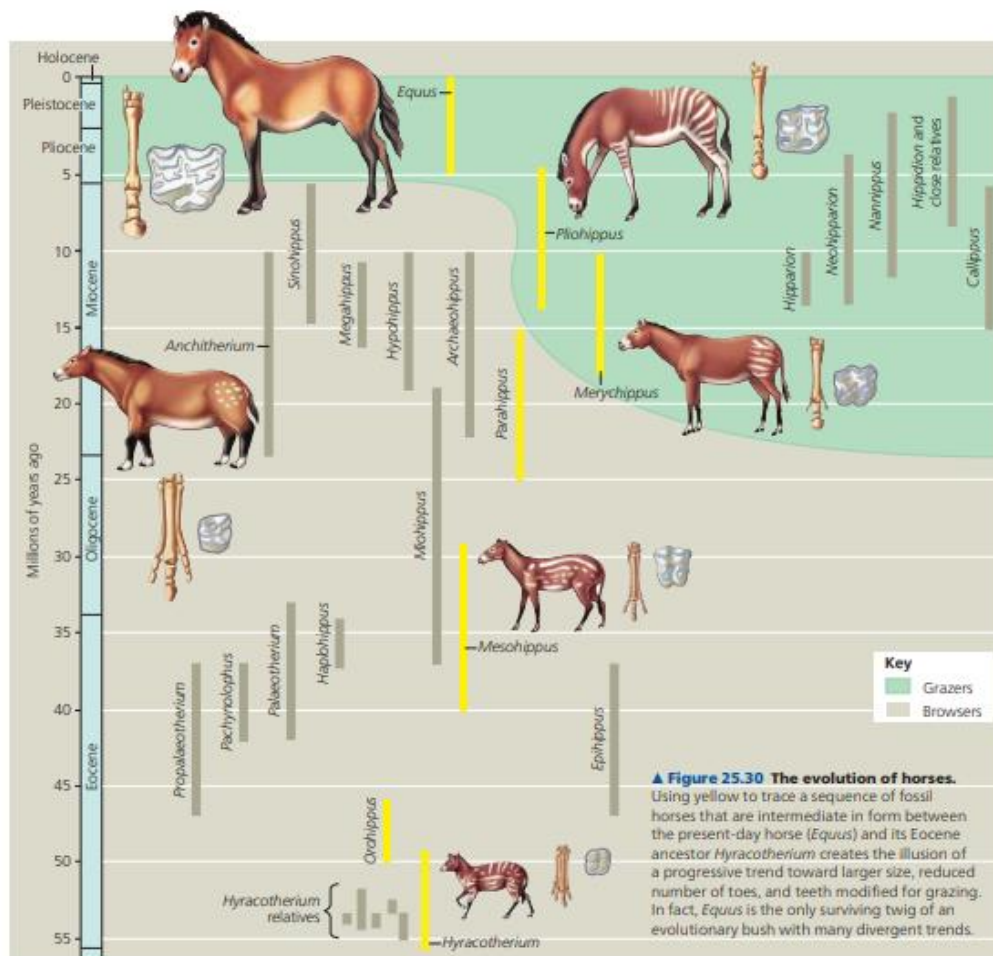 Holocene
0
Pleistocene
Pliocene
5
10
Miocene
15
20
25
Oligocene
30
35
40
Eocene
45
50
55
Millions of years ago
Equus
Pliohippus
Merychippus
Hipparion
Neohipparion
Nannippus
Hippidion and
close relatives
Callippus
Sinohippus
Megahippus
Hypohippus
Archaeohippus
Anchitherium
Parahippus
Miohippus
Mesohippus
Haplohippus
Palaeotherium
Pachynolophus
Propalaeotherium
Epihippus
Orohippus
Hyracotherium
relatives
Hyracotherium
Key
Grazers
Browsers
▲ Figure 25.30 The evolution of horses.
Using yellow to trace a sequence of fossil
horses that are intermediate in form between
the present-day horse (Equus) and its Eocene
ancestor Hyracotherium creates the illusion of
a progressive trend toward larger size, reduced
number of toes, and teeth modified for grazing.
In fact, Equus is the only surviving twig of an
evolutionary bush with many divergent trends.